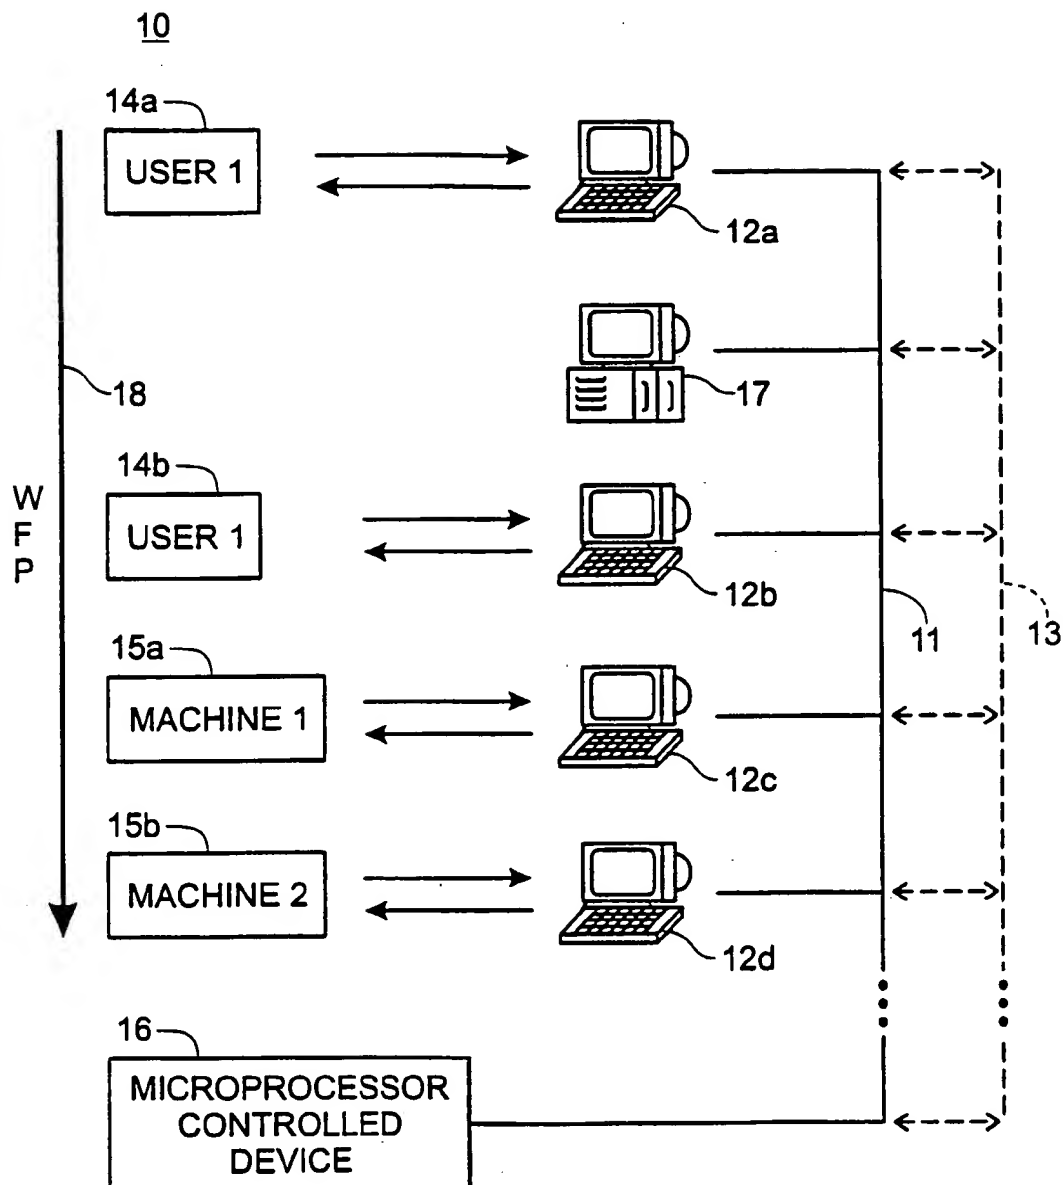 10
14a
USER 1
12a
17
18
14b
W
F
P
USER 1
12b
11
13
15a
MACHINE 1
12c
15b
MACHINE 2
12d
16
MICROPROCESSOR
CONTROLLED
DEVICE